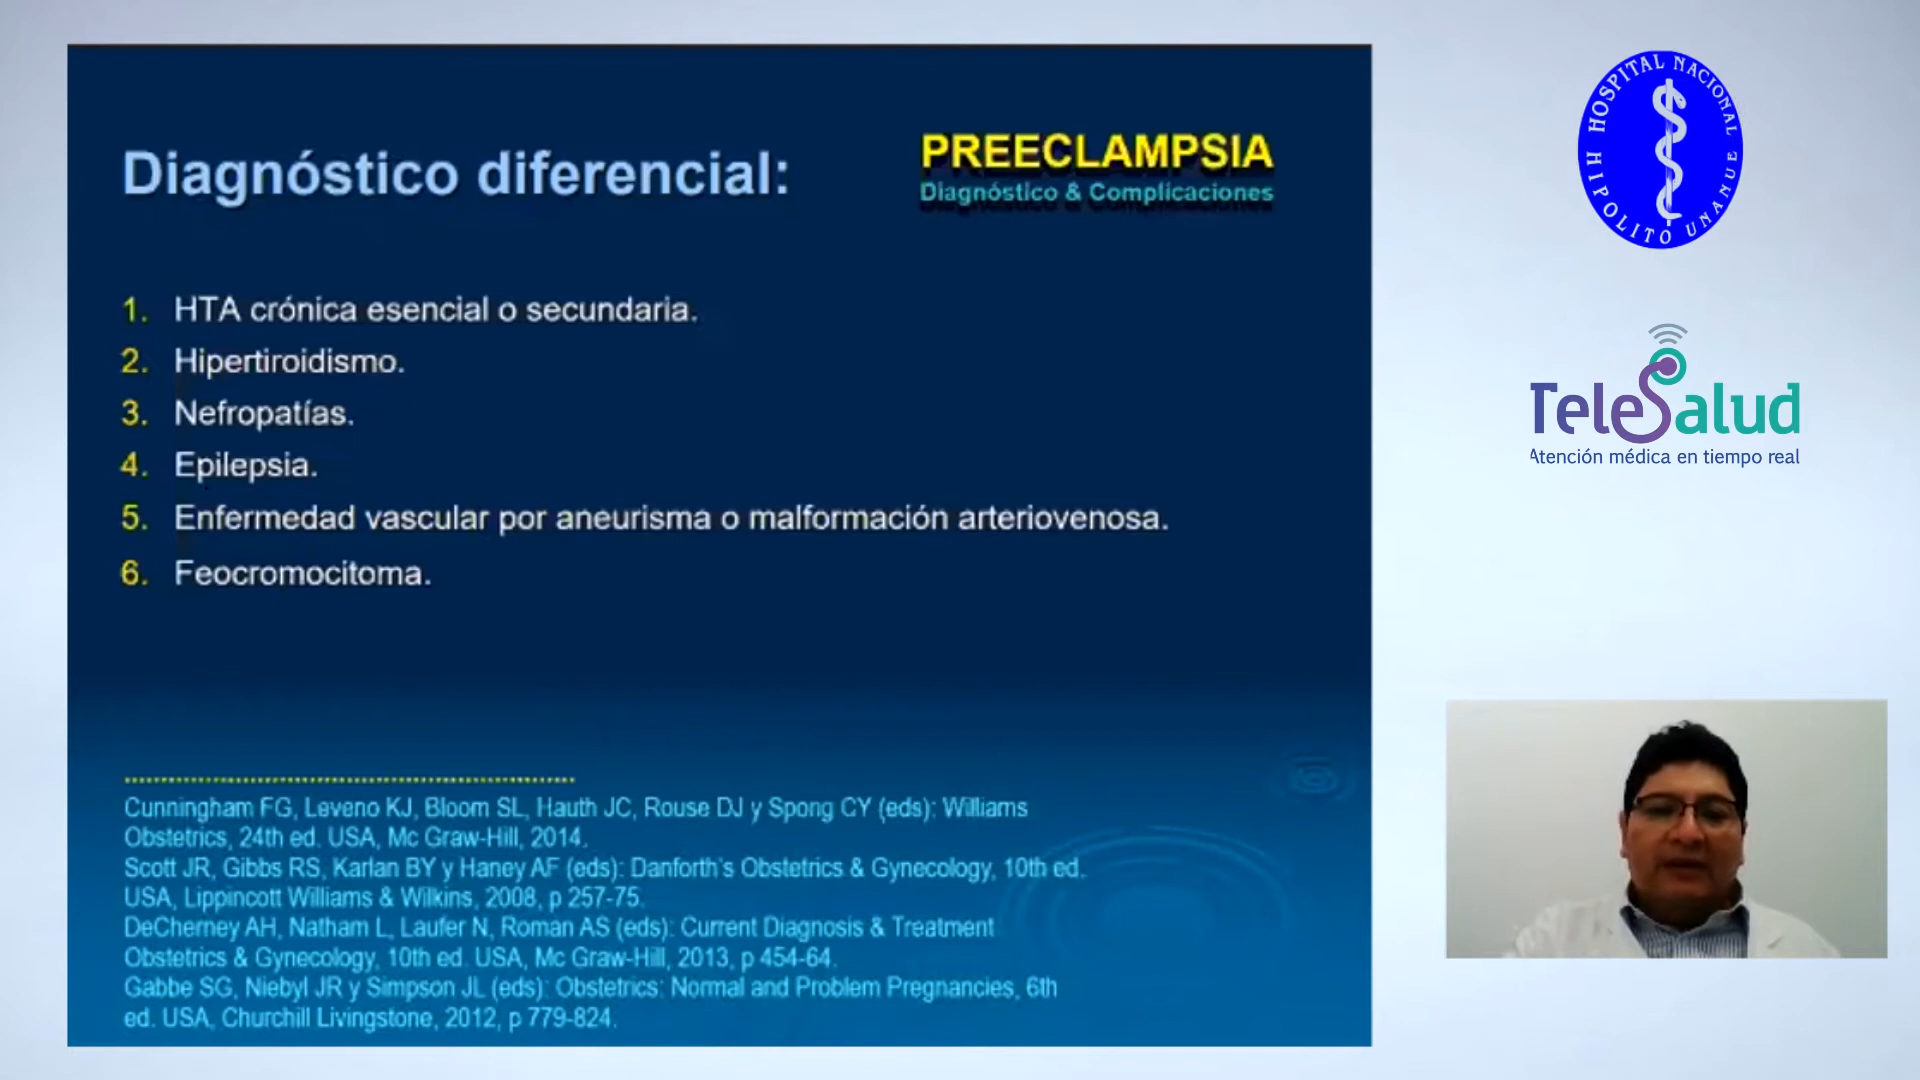 Diagnóstico diferencial:
PREECLAMPSIA
Diagnóstico & Complicaciones
1. HTA crónica esencial o secundaria.
2. Hipertiroidismo.
3. Nefropatías.
4. Epilepsia.
5. Enfermedad vascular por aneurisma o malformación arteriovenosa.
6. Feocromocitoma.
Cunningham FG, Leveno KJ, Bloom SL, Hauth JC, Rouse DJ y Spong CY (eds): Williams
Obstetrics, 24th ed. USA, Mc Graw-Hill, 2014.
Scott JR, Gibbs RS, Karlan BY y Haney AF (eds): Danforth's Obstetrics & Gynecology, 10th ed.
USA, Lippincott Williams & Wilkins, 2008, p 257-75.
DeCherney AH, Natham L, Laufer N, Roman AS (eds): Current Diagnosis & Treatment
Obstetrics & Gynecology, 10th ed. USA, Mc Graw-Hill, 2013, p 454-64.
Gabbe SG, Niebyl JR y Simpson JL (eds): Obstetrics: Normal and Problem Pregnancies, 6th
ed. USA, Churchill Livingstone, 2012, p 779-824.
HOSPITAL NACIONAL
HIPOLITO UNANUE
TeleSalud
Atención médica en tiempo real